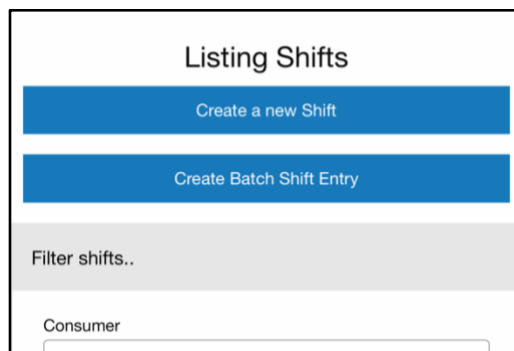 Listing Shifts
Create a new Shift
Create Batch Shift Entry
Filter shifts..
Consumer